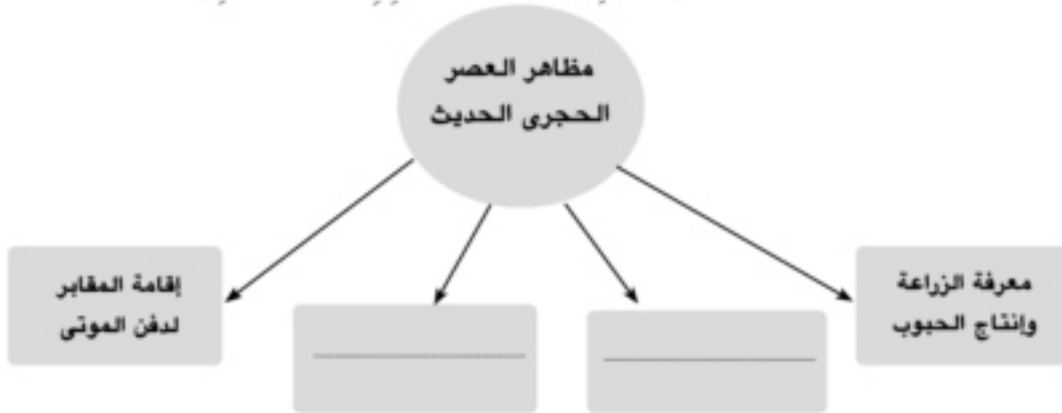 مظاهر العصر
الحجرى الحديث
معرفة الزراعة
وإنتاج الحبوب
إقامة المقابر
لدفن الموتى